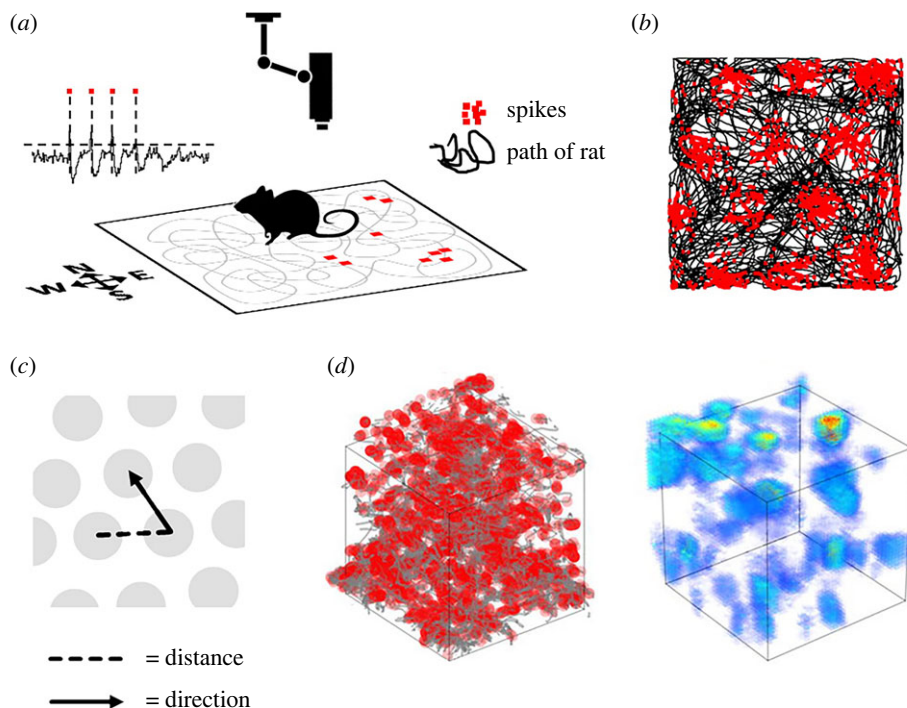 (a)
spikes
path of rat
N
E
W
S
(b)
(c)
= distance
= direction
(d)